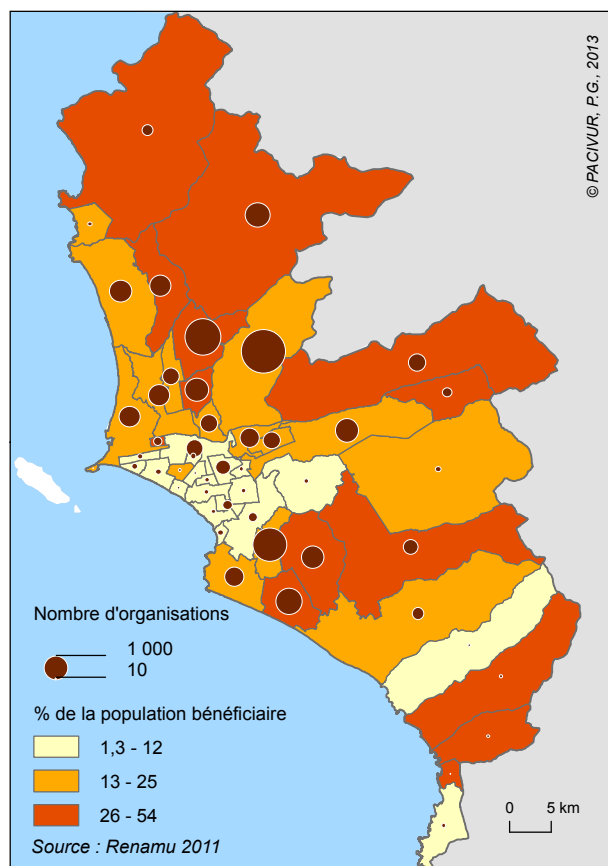 © PACIVUR, P.G., 2013
Nombre d'organisations
1 000
10
% de la population bénéficiaire
1,3 - 12
13 - 25
26 - 54
0 5 km
Source : Renamu 2011